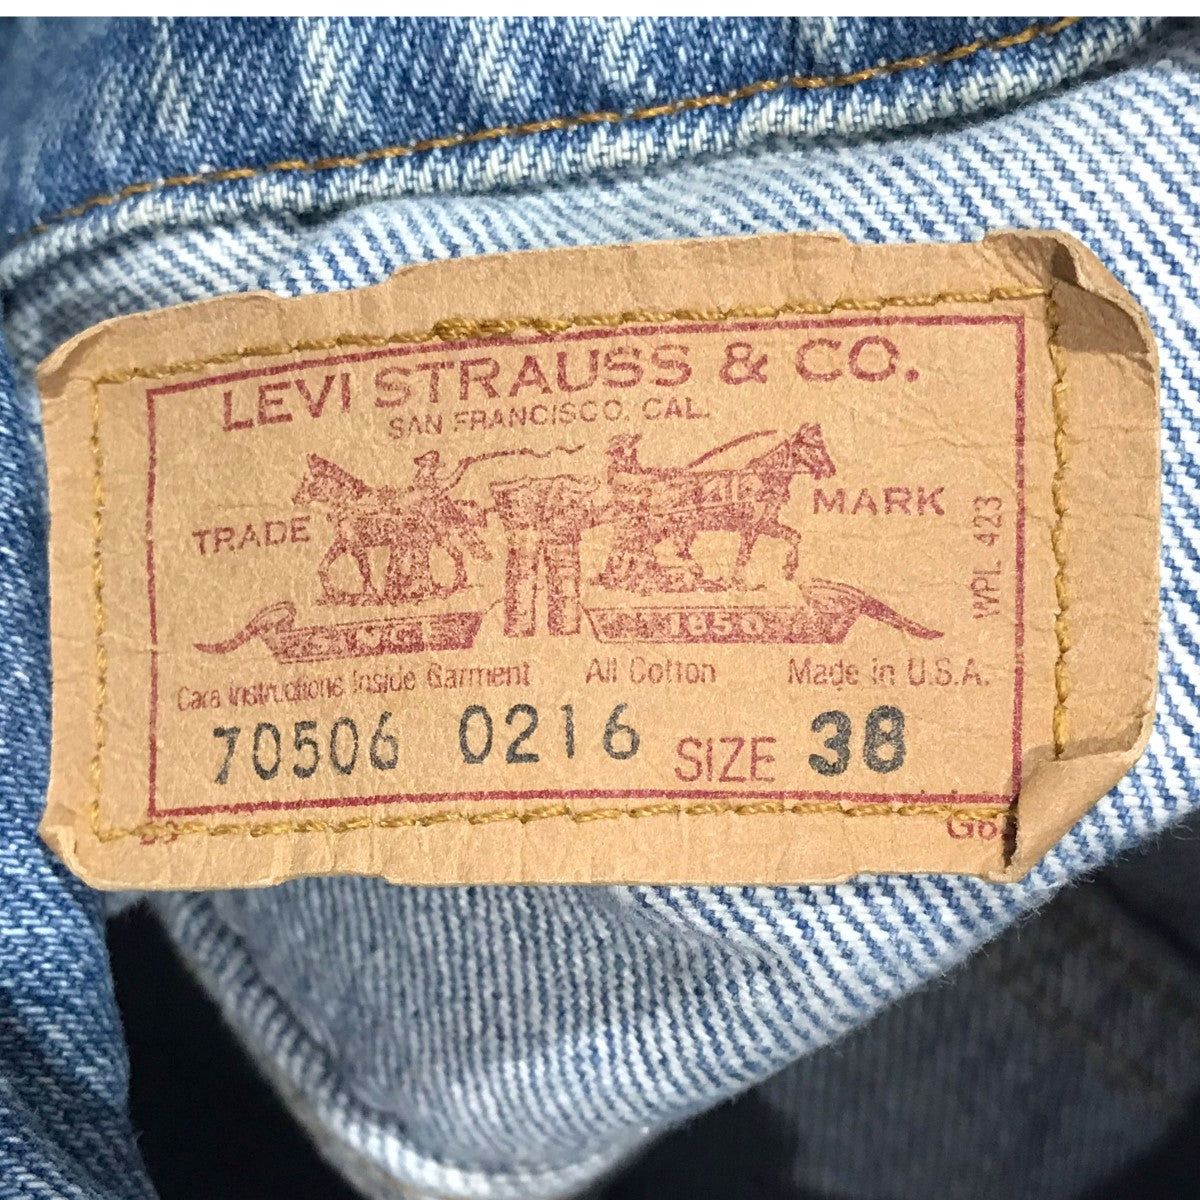 LEVI STRAUSS & CO.
SAN FRANCISCO, CAL.
TRADE MARK
WPL 423
SINCE 1850
Care Instructions Inside Garment All Cotton Made in U.S.A.
70506 0216 SIZE 38